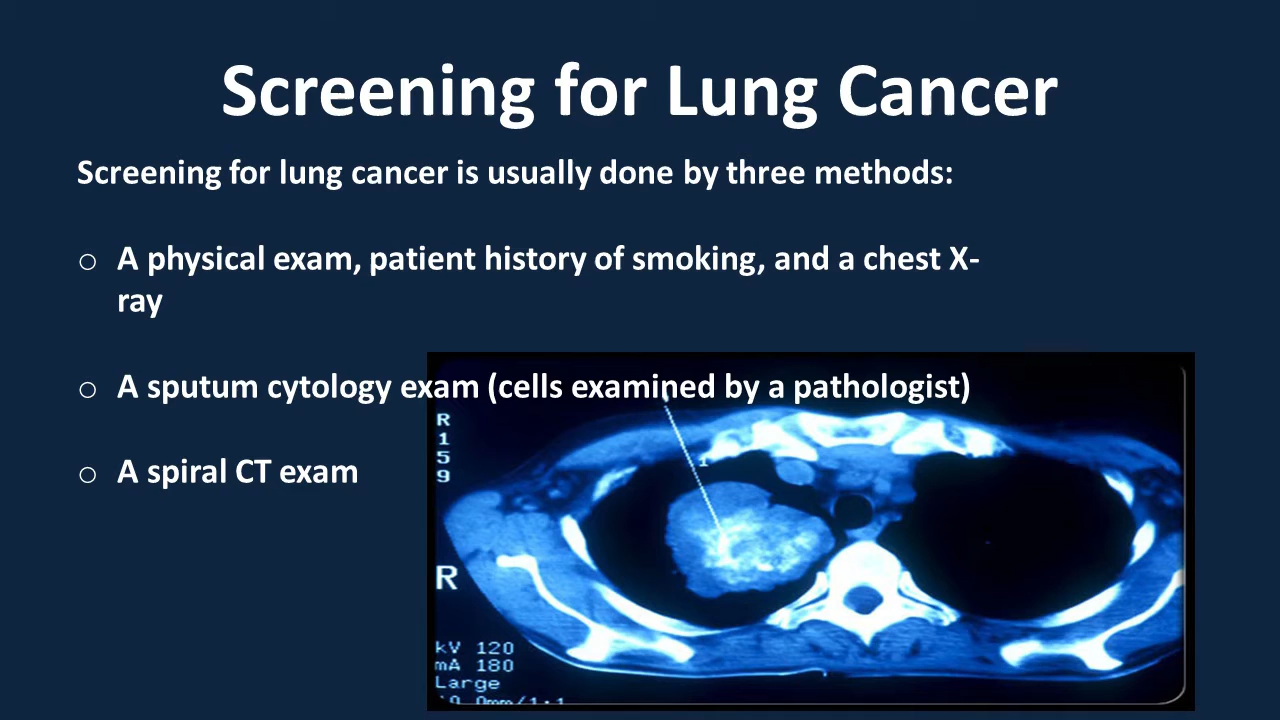 Screening for Lung Cancer
Screening for lung cancer is usually done by three methods:
○ A physical exam, patient history of smoking, and a chest X-
ray
○ A sputum cytology exam (cells examined by a pathologist)
○ A spiral CT exam
R
1
5
9
1
R
kV 120
mA 180
Large